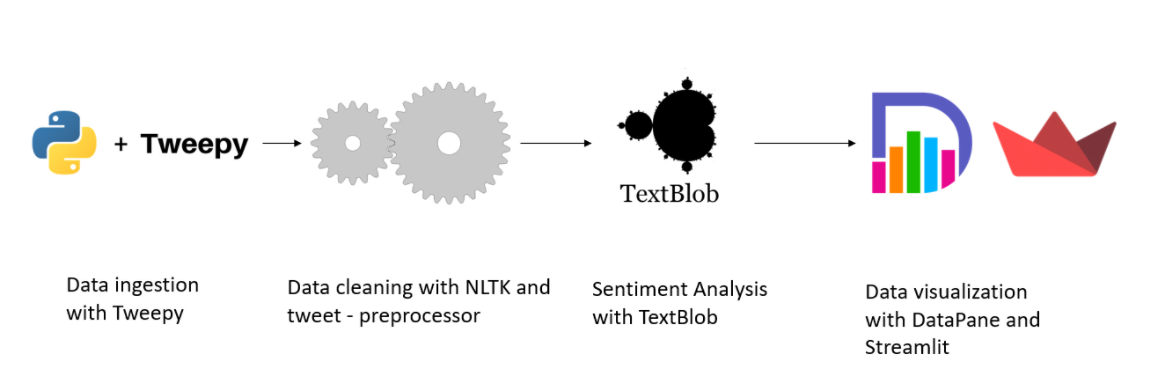 + Tweepy
TextBlob
Data ingestion
with Tweepy
Data cleaning with NLTK and
tweet - preprocessor
Sentiment Analysis
with TextBlob
Data visualization
with DataPane and
Streamlit